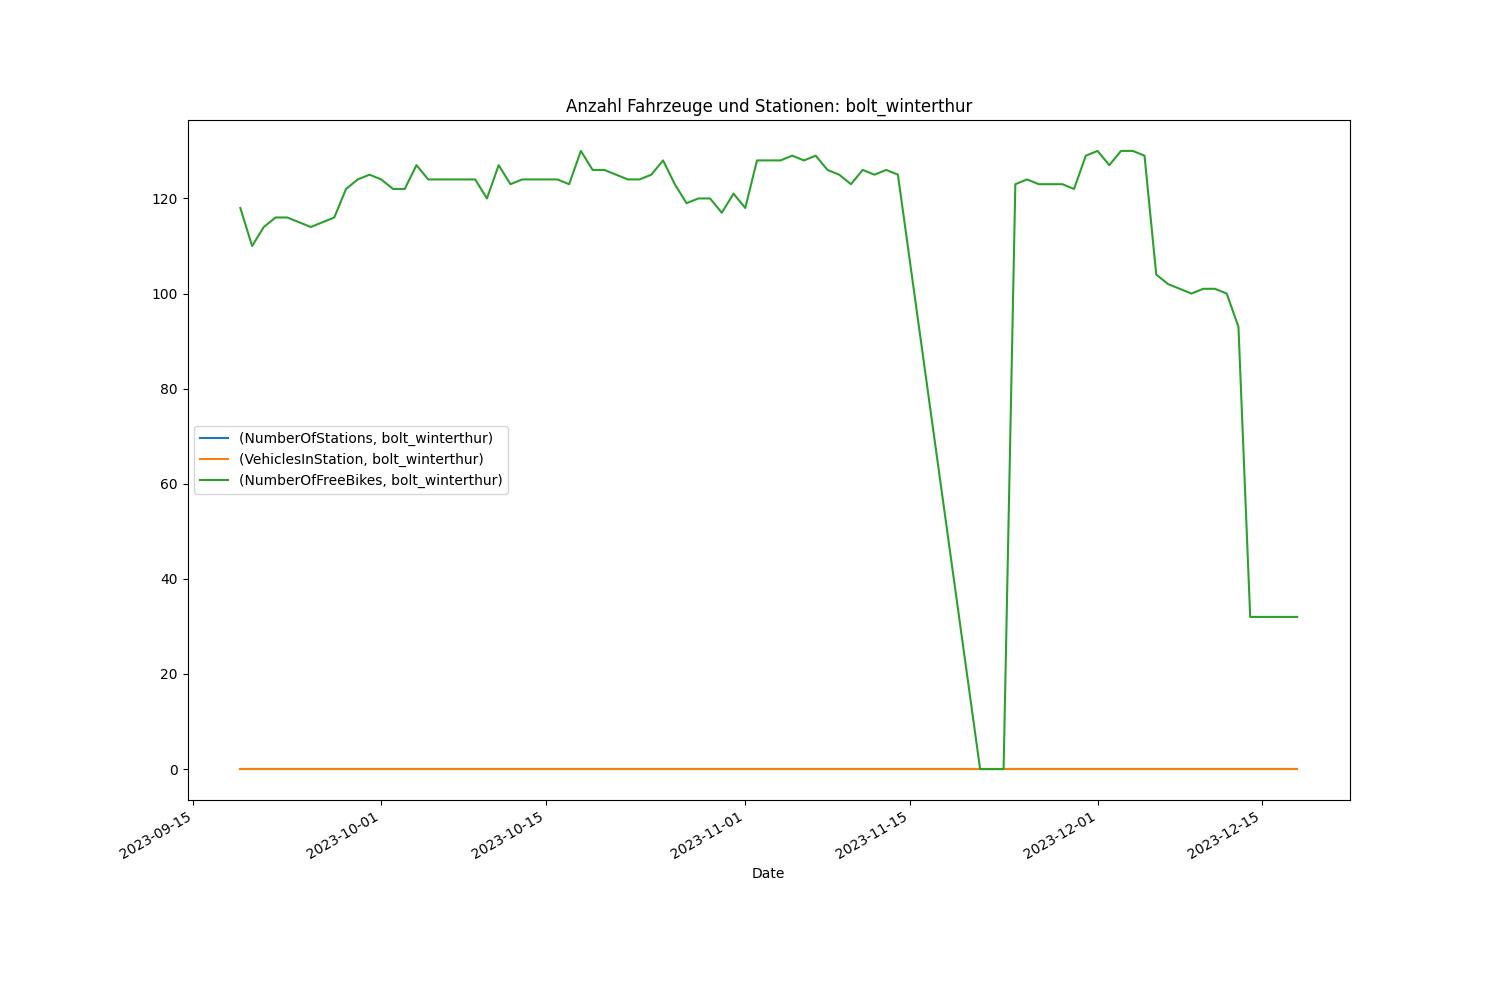 Anzahl Fahrzeuge und Stationen: bolt_winterthur
120
100
80
60
40
20
0
(NumberOfStations, bolt_winterthur)
(VehiclesInStation, bolt_winterthur)
(NumberOfFreeBikes, bolt_winterthur)
2023-09-15
2023-10-01
2023-10-15
2023-11-01
2023-11-15
2023-12-01
2023-12-15
Date